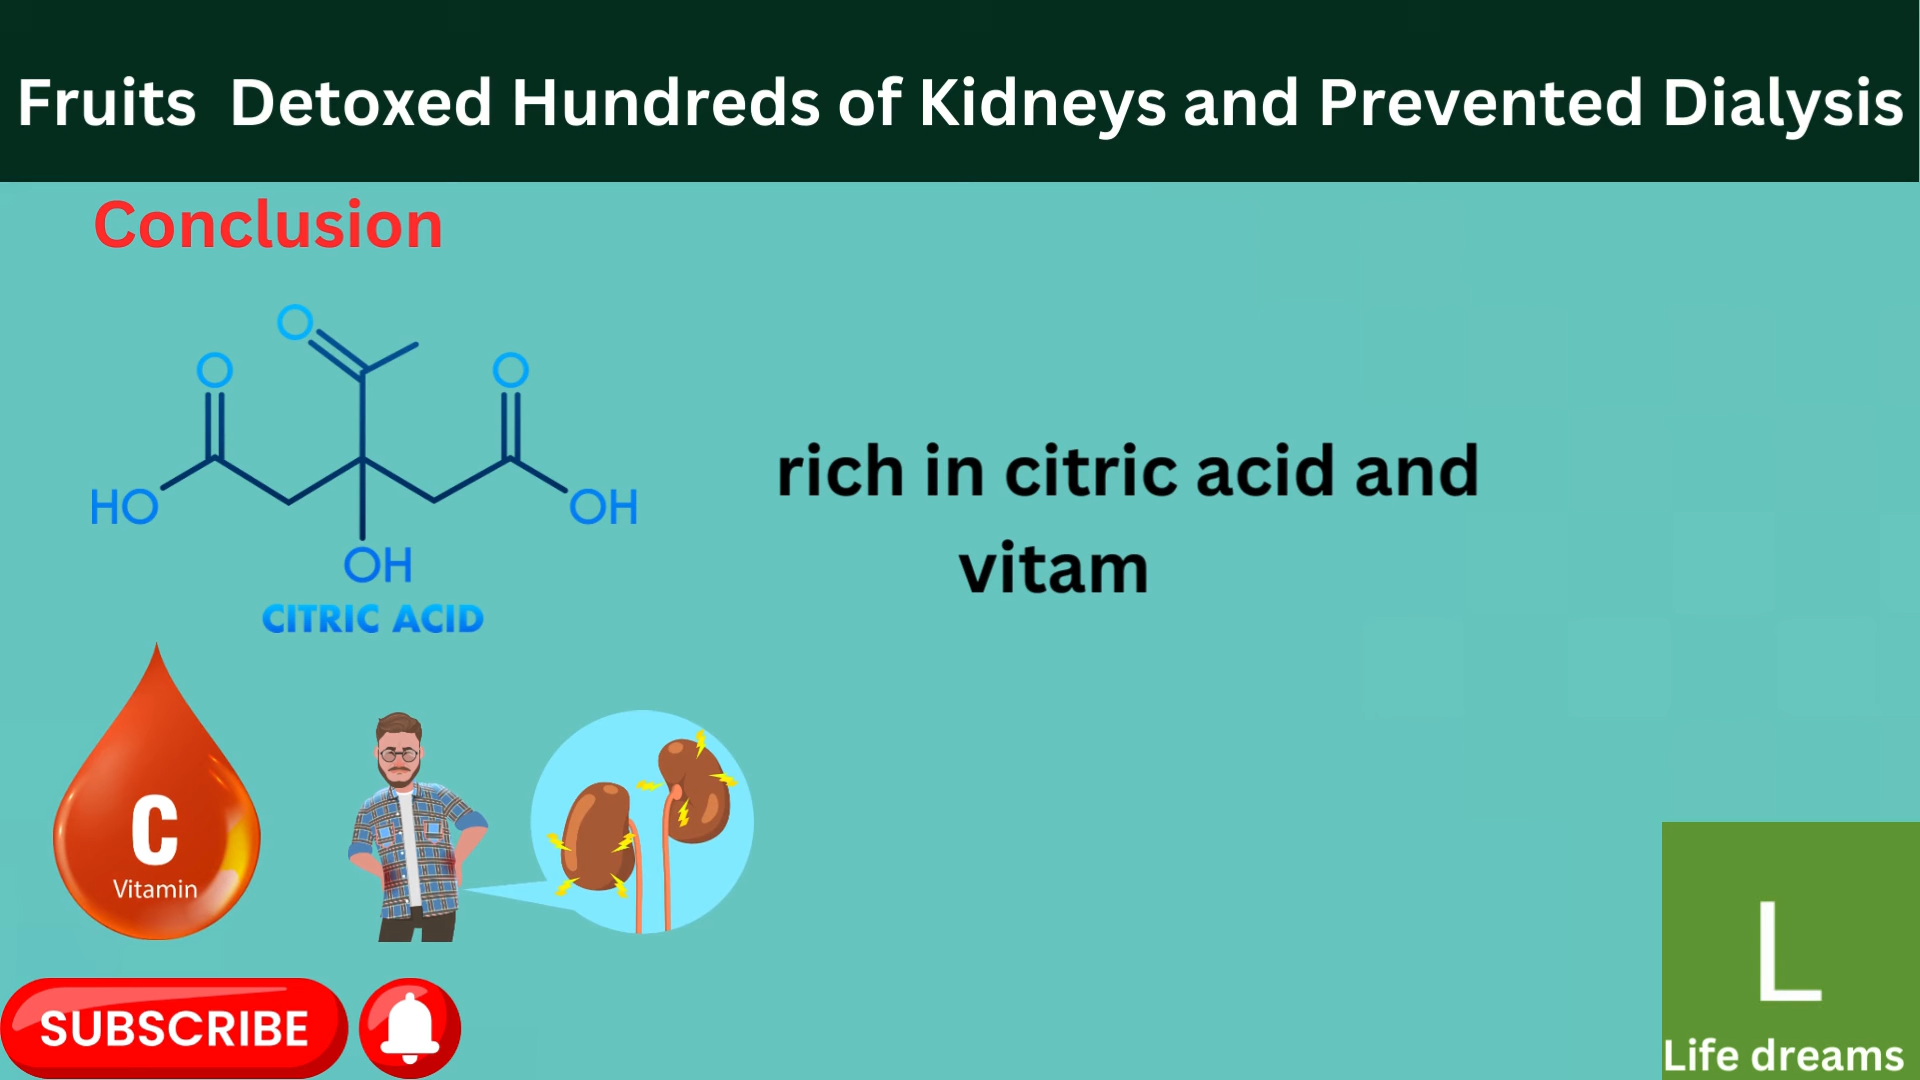 Fruits Detoxed Hundreds of Kidneys and Prevented Dialysis
Conclusion
O
O
O
HO
OH
OH
CITRIC ACID
rich in citric acid and
vitam
C
Vitamin
SUBSCRIBE
L
Life dreams